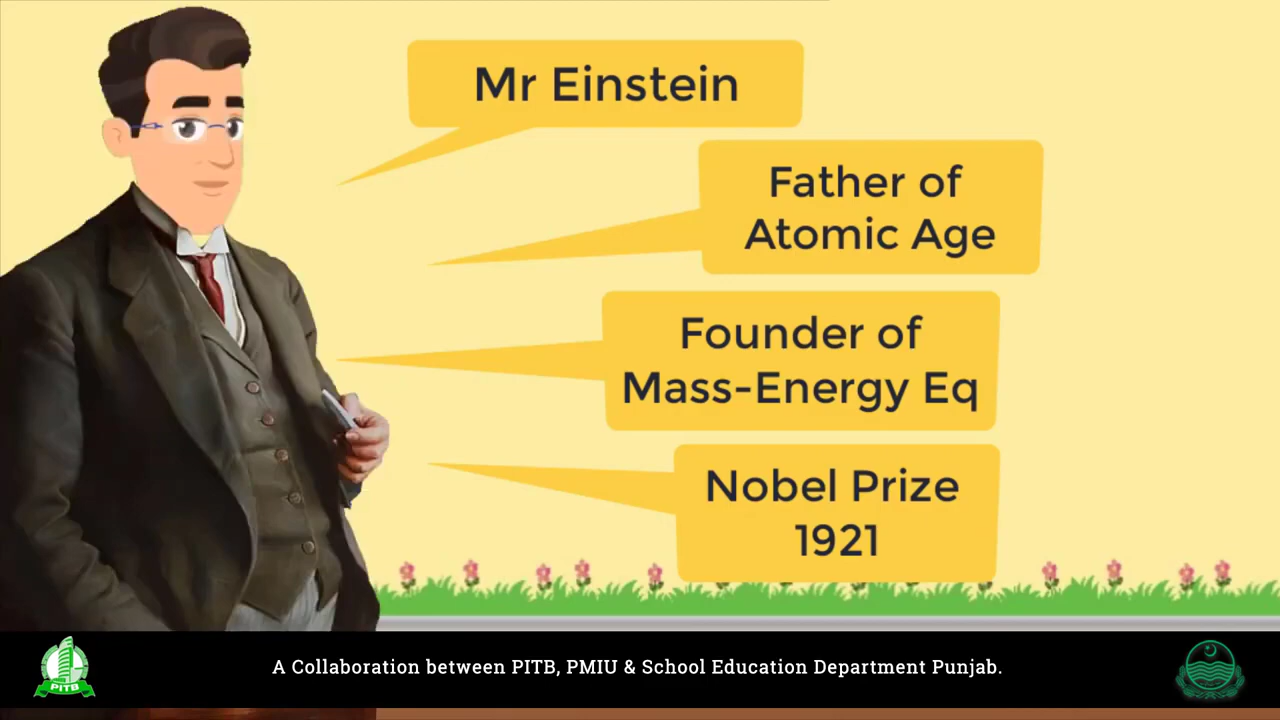 Mr Einstein
Father of
Atomic Age
Founder of
Mass-Energy Eq
Nobel Prize
1921
A Collaboration between PITB, PMIU & School Education Department Punjab.
PITB